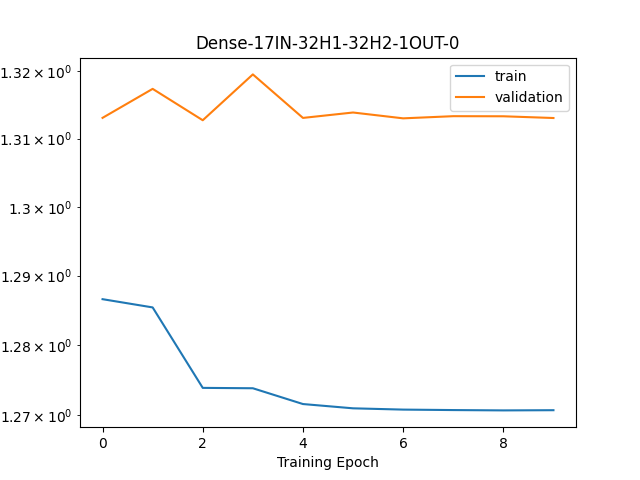 Dense-17IN-32H1-32H2-1OUT-0
1.32 × 10⁰
1.31 × 10⁰
1.3 × 10⁰
1.29 × 10⁰
1.28 × 10⁰
1.27 × 10⁰
train
validation
0 2 4 6 8
Training Epoch